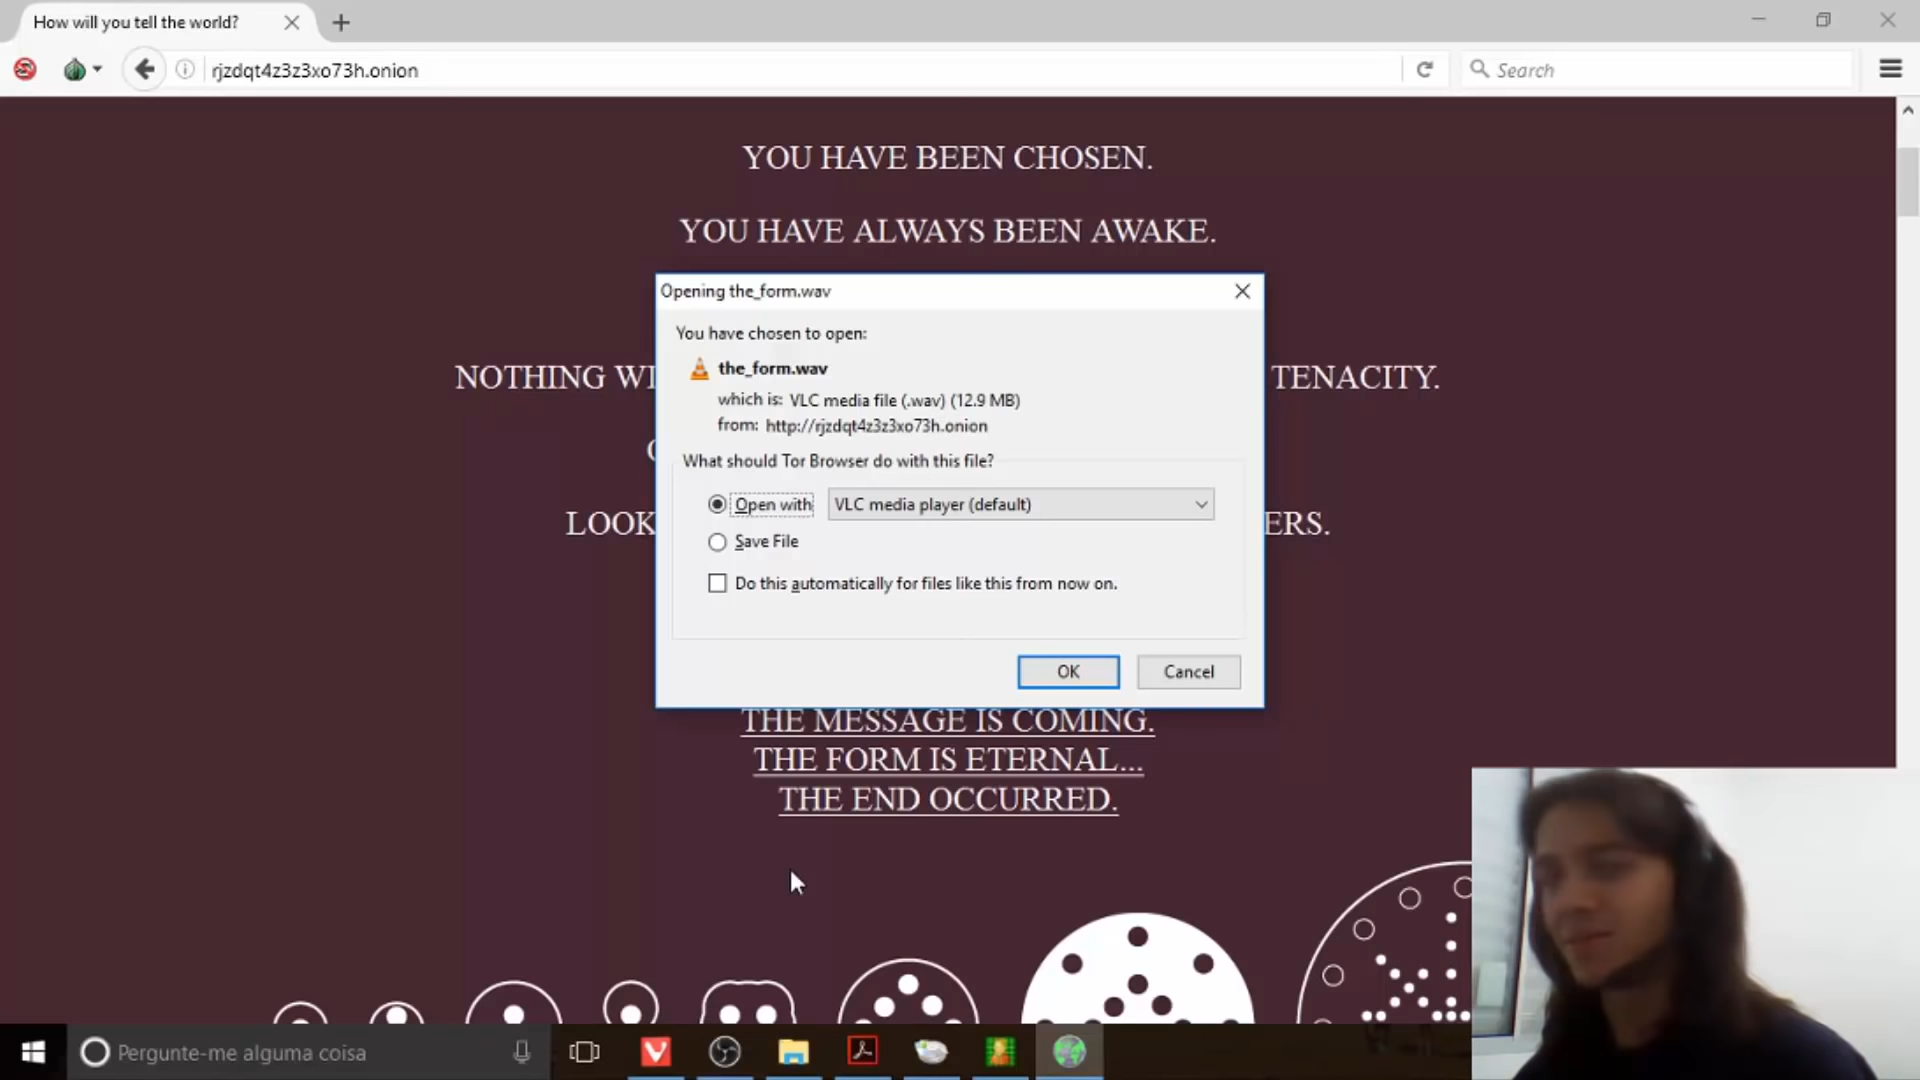 How will you tell the world?
rjzdqt4z3z3xo73h.onion
Search
YOU HAVE BEEN CHOSEN.
YOU HAVE ALWAYS BEEN AWAKE.
Opening the_form.wav
You have chosen to open:
the_form.wav
which is: VLC media file (.wav) (12.9 MB)
from: http://rjzdqt4z3z3xo73h.onion
NOTHING TENACITY.
What should Tor Browser do with this file?
Open with VLC media player (default)
LOOK
Save File
Do this automatically for files like this from now on.
OK Cancel
THE MESSAGE IS COMING.
THE FORM IS ETERNAL...
THE END OCCURRED.
Pergunte-me alguma coisa